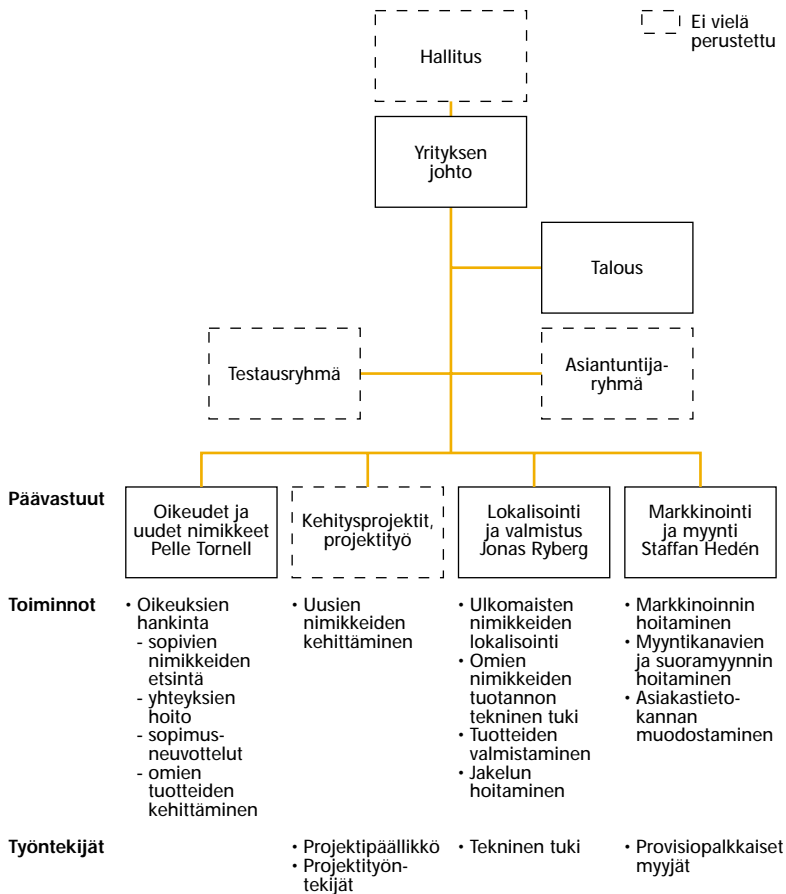 Ei vielä
perustettu
Hallitus
Yrityksen
johto
Talous
Testausryhmä
Asiantuntija-
ryhmä
Päävastuut
Oikeudet ja
uudet nimikkeet
Pelle Tornell
Kehitysprojektit,
projektityö
Lokalisointi
ja valmistus
Jonas Ryberg
Markkinointi
ja myynti
Staffan Hedén
Toiminnot
• Oikeuksien
hankinta
- sopivien
nimikkeiden
etsintä
- yhteyksien
hoito
- sopimus-
neuvottelut
- omien
tuotteiden
kehittäminen
• Uusien
nimikkeiden
kehittäminen
• Ulkomaisten
nimikkeiden
lokalisointi
• Omien
nimikkeiden
tuotannon
tekninen tuki
• Tuotteiden
valmistaminen
• Jakelun
hoitaminen
• Markkinoinnin
hoitaminen
• Myyntikanavien
ja suoramyynnin
hoitaminen
• Asiakastieto-
kannan
muodostaminen
Työntekijät
• Projektipäällikkö
• Projektityön-
tekijät
• Tekninen tuki
• Provisiopalkkaiset
myyjät